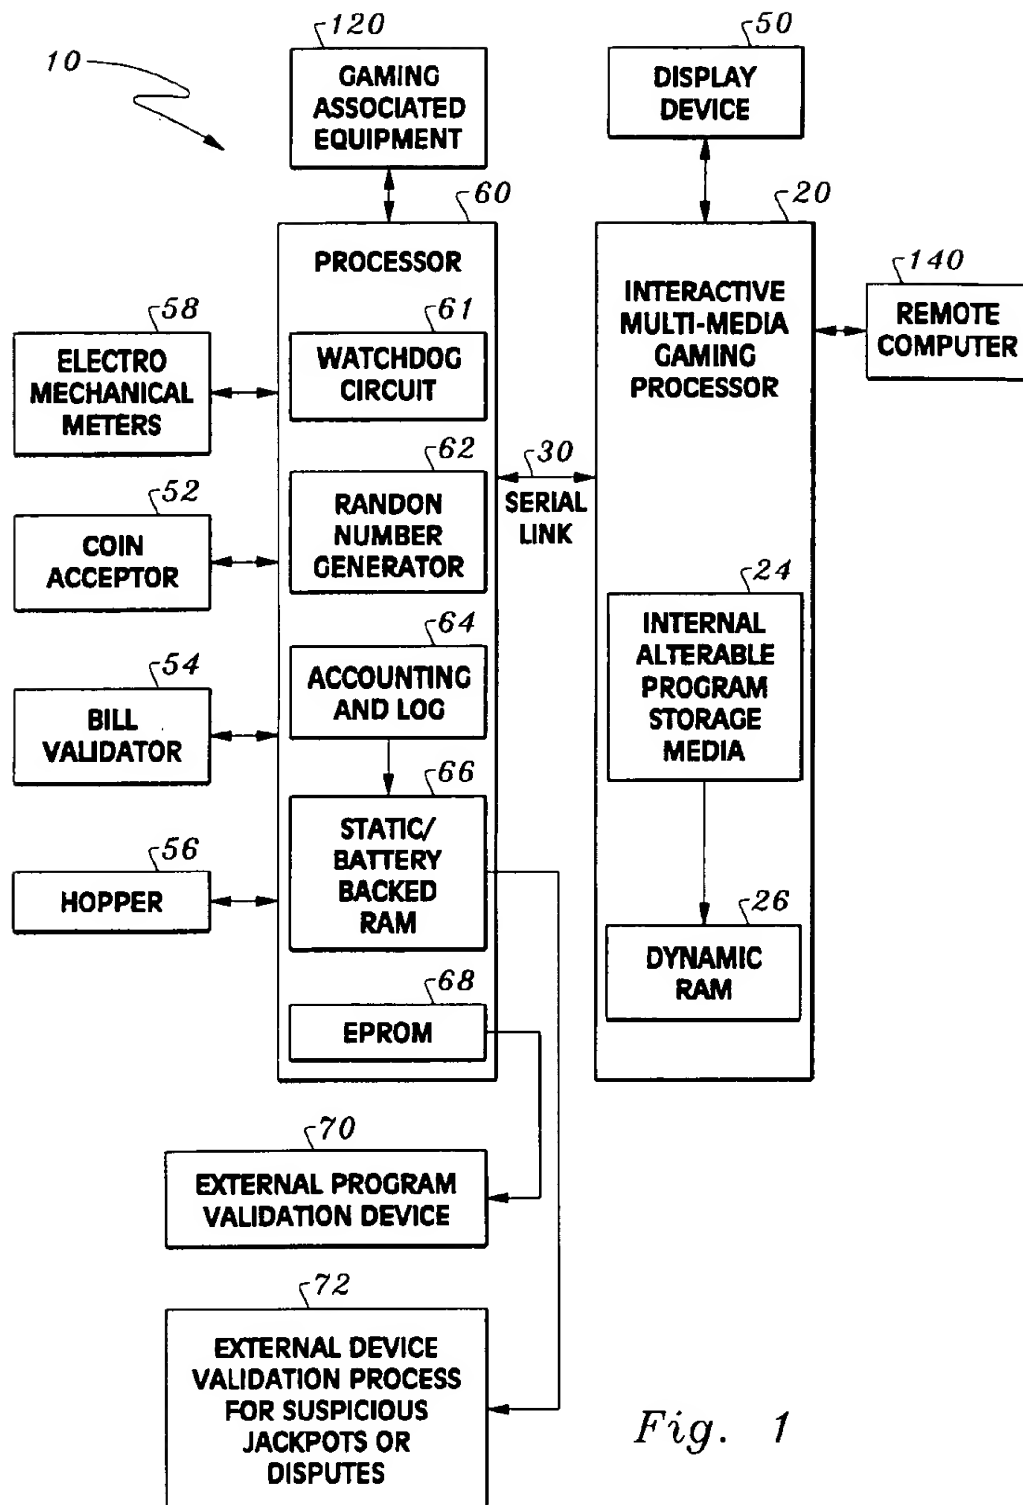 10
120
GAMING
ASSOCIATED
EQUIPMENT
50
DISPLAY
DEVICE
60
PROCESSOR
20
INTERACTIVE
MULTI-MEDIA
GAMING
PROCESSOR
140
REMOTE
COMPUTER
58
ELECTRO
MECHANICAL
METERS
61
WATCHDOG
CIRCUIT
52
COIN
ACCEPTOR
62
RANDON
NUMBER
GENERATOR
30
SERIAL
LINK
54
BILL
VALIDATOR
64
ACCOUNTING
AND LOG
24
INTERNAL
ALTERABLE
PROGRAM
STORAGE
MEDIA
56
HOPPER
66
STATIC/
BATTERY
BACKED
RAM
26
DYNAMIC
RAM
68
EPROM
70
EXTERNAL PROGRAM
VALIDATION DEVICE
72
EXTERNAL DEVICE
VALIDATION PROCESS
FOR SUSPICIOUS
JACKPOTS OR
DISPUTES
Fig. 1